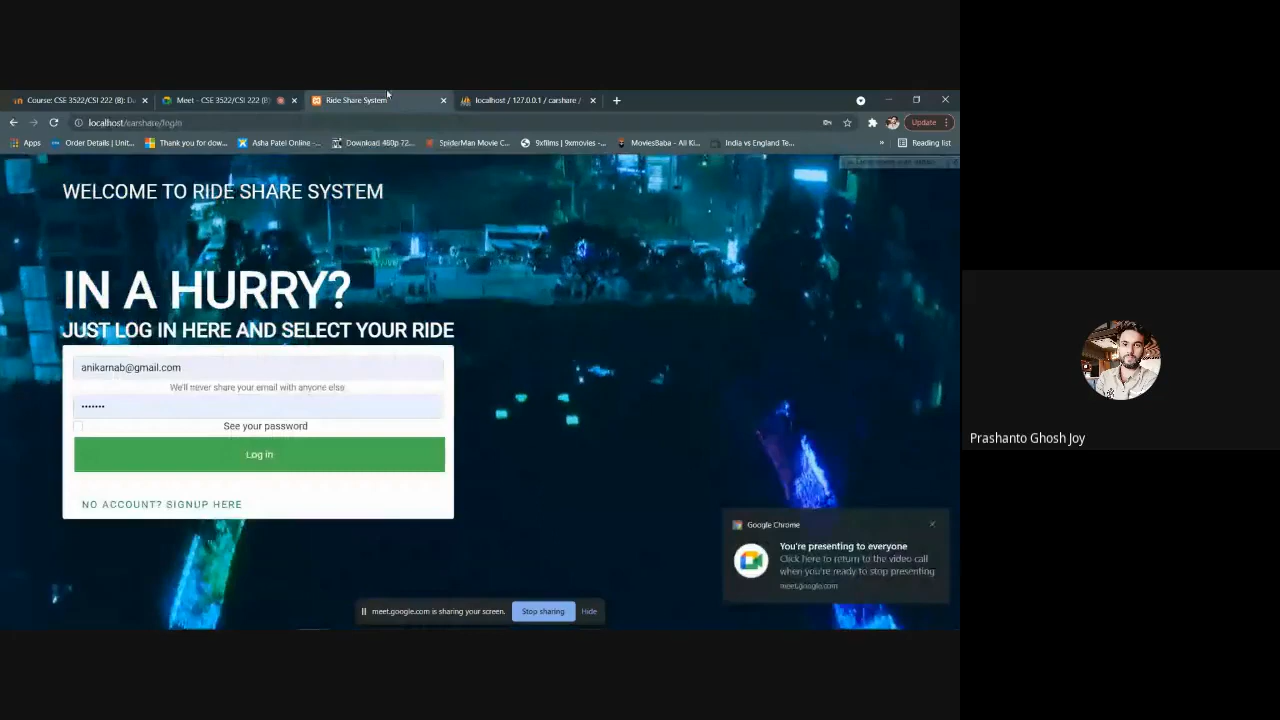 Course: CSE 3522/CSI 222 (B): Da
Meet - CSE 3522/CSI 222 (B)
Ride Share System
localhost / 127.0.0.1 / carshare /
localhost/carshare/login
Update
Apps
Order Details | Unit...
Thank you for dow...
Asha Patel Online -...
Download 480p 72...
SpiderMan Movie C...
9xfilms | 9xmovies -...
MoviesBaba - All Ki...
India vs England Te...
»
Reading list
WELCOME TO RIDE SHARE SYSTEM
IN A HURRY?
JUST LOG IN HERE AND SELECT YOUR RIDE
anikarnab@gmail.com
We'll never share your email with anyone else
•••••••
See your password
Log in
NO ACCOUNT? SIGNUP HERE
Google Chrome
You're presenting to everyone
Click here to return to the video call
when you're ready to stop presenting
meet.google.com
meet.google.com is sharing your screen.
Stop sharing
Hide
Prashanto Ghosh Joy